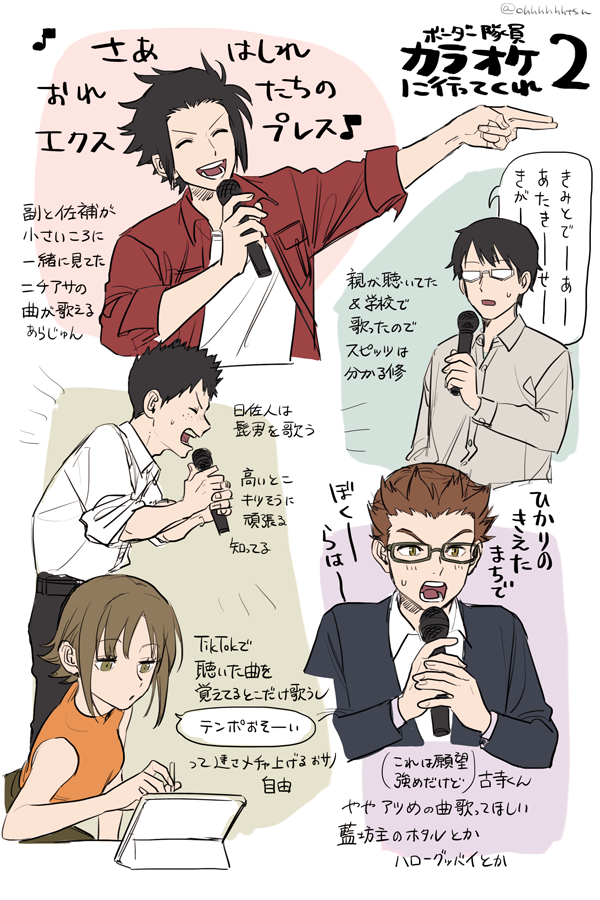 @ohhhhhhtsu
ボーダー隊員
カラオケ
に行ってくれ 2
♪ さあ はしれ
おれ たちの
エクス プレス♪
副と佐補が
小さいころに
一緒に見てた
ニチアサの
曲が歌える
あらじゅん
きみとでーーあ
あたきーーせー
きがーー
親が聴いてた
&学校で
歌ったので
スピッツは
分かる修
日佐人は
髭男を歌う
高いとこ
キツそうに
頑張る
知ってる
ひかりの
きえた
まちで
ぼくー
らはー
TikTokで
聴いた曲を
覚えてるとこだけ歌うし
テンポおそーい
って速さメチャ上げるおサノ
自由
(これは願望
強めだけど) 古寺くん
ややアツめの曲歌ってほしい
藍坊主のホタルとか
ハローグッバイとか